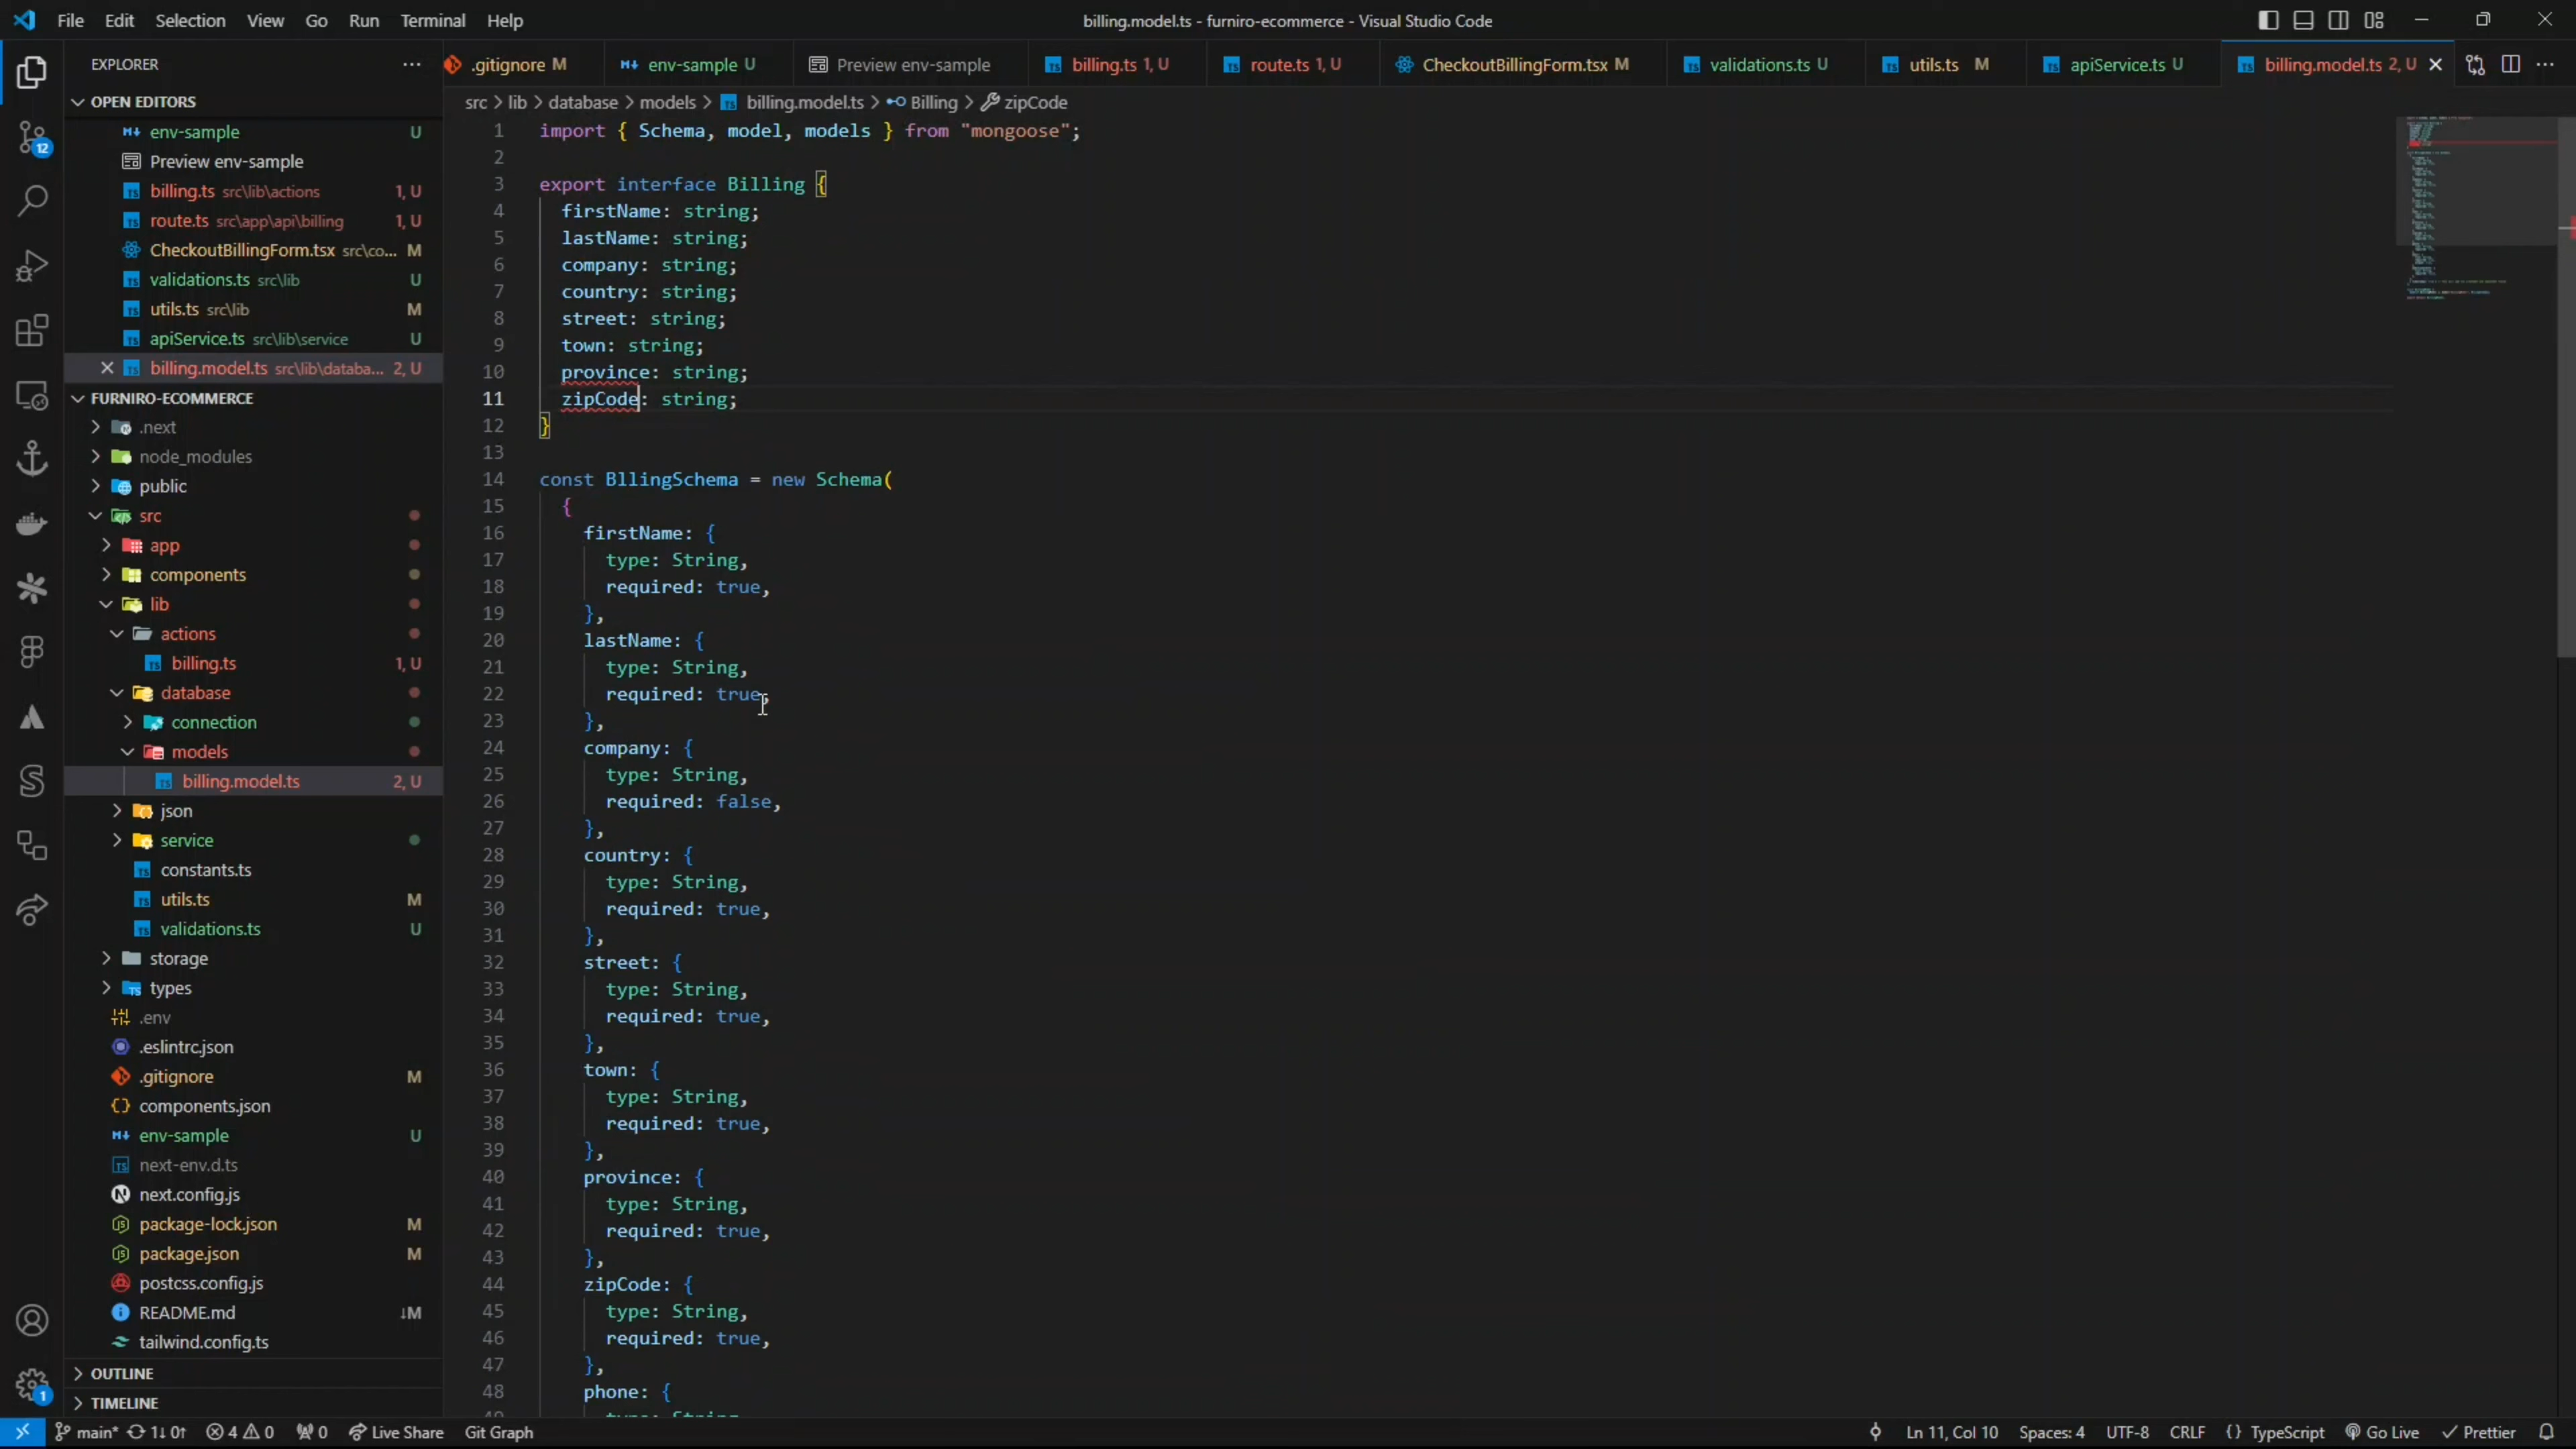 File Edit Selection View Go Run Terminal Help
billing.model.ts - furniro-ecommerce - Visual Studio Code
EXPLORER
.gitignore M
env-sample U
Preview env-sample
billing.ts 1, U
route.ts 1, U
CheckoutBillingForm.tsx M
validations.ts U
utils.ts M
apiService.ts U
billing.model.ts 2, U
OPEN EDITORS
env-sample U
Preview env-sample
billing.ts src\lib\actions 1, U
route.ts src\app\api\billing 1, U
CheckoutBillingForm.tsx src\co... M
validations.ts src\lib U
utils.ts src\lib M
apiService.ts src\lib\service U
billing.model.ts src\lib\databa... 2, U
FURNIRO-ECOMMERCE
.next
node_modules
public
src
app
components
lib
actions
billing.ts 1, U
database
connection
models
billing.model.ts 2, U
json
service
constants.ts
utils.ts M
validations.ts U
storage
types
.env
.eslintrc.json
.gitignore M
components.json
env-sample U
next-env.d.ts
next.config.js
package-lock.json M
package.json M
postcss.config.js
README.md ↓M
tailwind.config.ts
OUTLINE
TIMELINE
src > lib > database > models > billing.model.ts > Billing > zipCode
1 import { Schema, model, models } from "mongoose";
2
3 export interface Billing {
4 firstName: string;
5 lastName: string;
6 company: string;
7 country: string;
8 street: string;
9 town: string;
10 province: string;
11 zipCode: string;
12 }
13
14 const BllingSchema = new Schema(
15 {
16 firstName: {
17 type: String,
18 required: true,
19 },
20 lastName: {
21 type: String,
22 required: true,
23 },
24 company: {
25 type: String,
26 required: false,
27 },
28 country: {
29 type: String,
30 required: true,
31 },
32 street: {
33 type: String,
34 required: true,
35 },
36 town: {
37 type: String,
38 required: true,
39 },
40 province: {
41 type: String,
42 required: true,
43 },
44 zipCode: {
45 type: String,
46 required: true,
47 },
48 phone: {
12
1
main* 1↓ 0↑ 4 0 0 Live Share Git Graph
Ln 11, Col 10 Spaces: 4 UTF-8 CRLF {} TypeScript Go Live Prettier